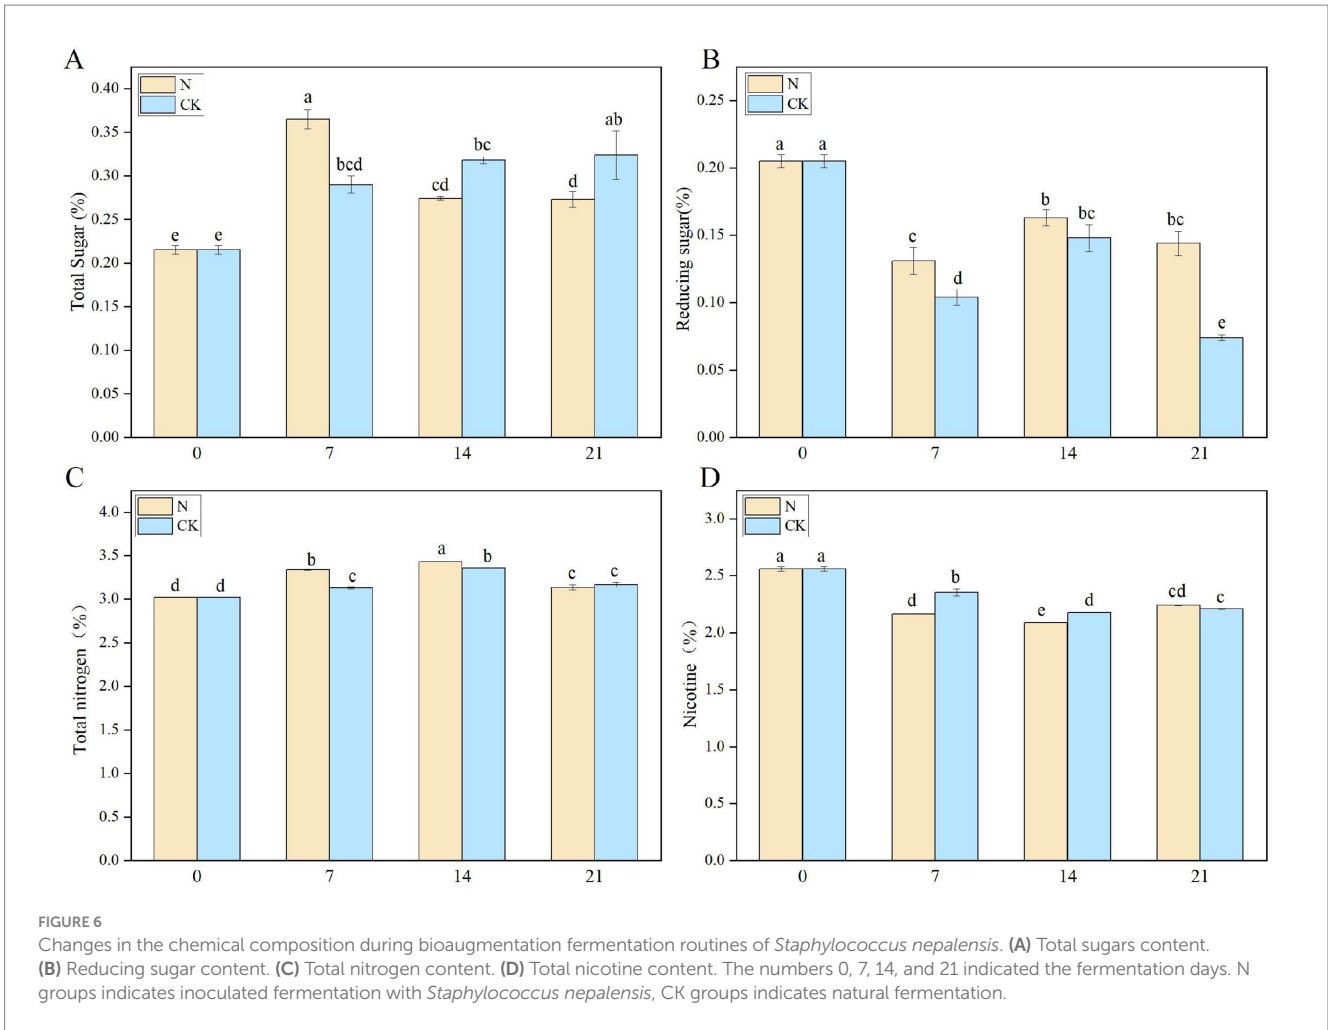 A
N
CK
0.40
0.35
0.30
0.25
0.20
0.15
0.10
0.05
0.00
Total Sugar (%)
e
e
a
bcd
cd
bc
d
ab
0
7
14
21
B
N
CK
0.25
0.20
0.15
0.10
0.05
0.00
Reducing sugar(%)
a
a
c
d
b
bc
bc
e
0
7
14
21
C
N
CK
4.0
3.5
3.0
2.5
2.0
1.5
1.0
0.5
0.0
Total nitrogen（%）
d
d
b
c
a
b
c
c
0
7
14
21
D
N
CK
3.0
2.5
2.0
1.5
1.0
0.5
0.0
Nicotine（%）
a
a
d
b
e
d
cd
c
0
7
14
21
FIGURE 6
Changes in the chemical composition during bioaugmentation fermentation routines of Staphylococcus nepalensis. (A) Total sugars content.
(B) Reducing sugar content. (C) Total nitrogen content. (D) Total nicotine content. The numbers 0, 7, 14, and 21 indicated the fermentation days. N
groups indicates inoculated fermentation with Staphylococcus nepalensis, CK groups indicates natural fermentation.